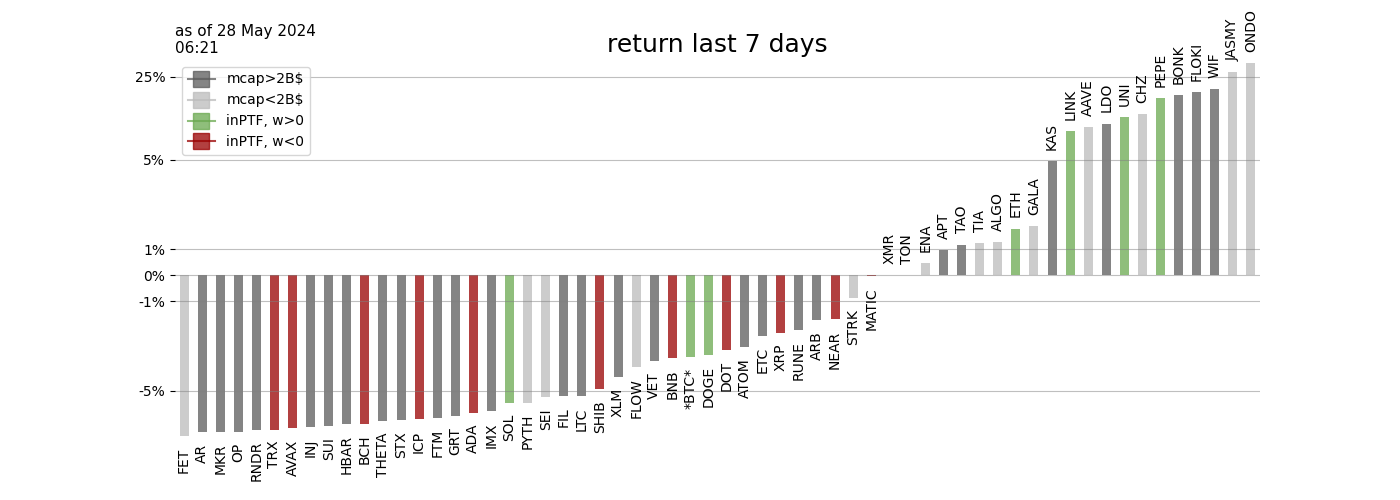 as of 28 May 2024
06:21
return last 7 days
mcap>2B$
mcap<2B$
inPTF, w>0
inPTF, w<0
25%
5%
1%
0%
-1%
-5%
FET
AR
MKR
OP
RNDR
TRX
AVAX
INJ
SUI
HBAR
BCH
THETA
STX
ICP
FTM
GRT
ADA
IMX
SOL
PYTH
SEI
FIL
LTC
SHIB
XLM
FLOW
VET
BNB
*BTC*
DOGE
DOT
ATOM
ETC
XRP
RUNE
ARB
NEAR
STRK
MATIC
XMR
TON
ENA
APT
TAO
TIA
ALGO
ETH
GALA
KAS
LINK
AAVE
LDO
UNI
CHZ
PEPE
BONK
FLOKI
WIF
JASMY
ONDO